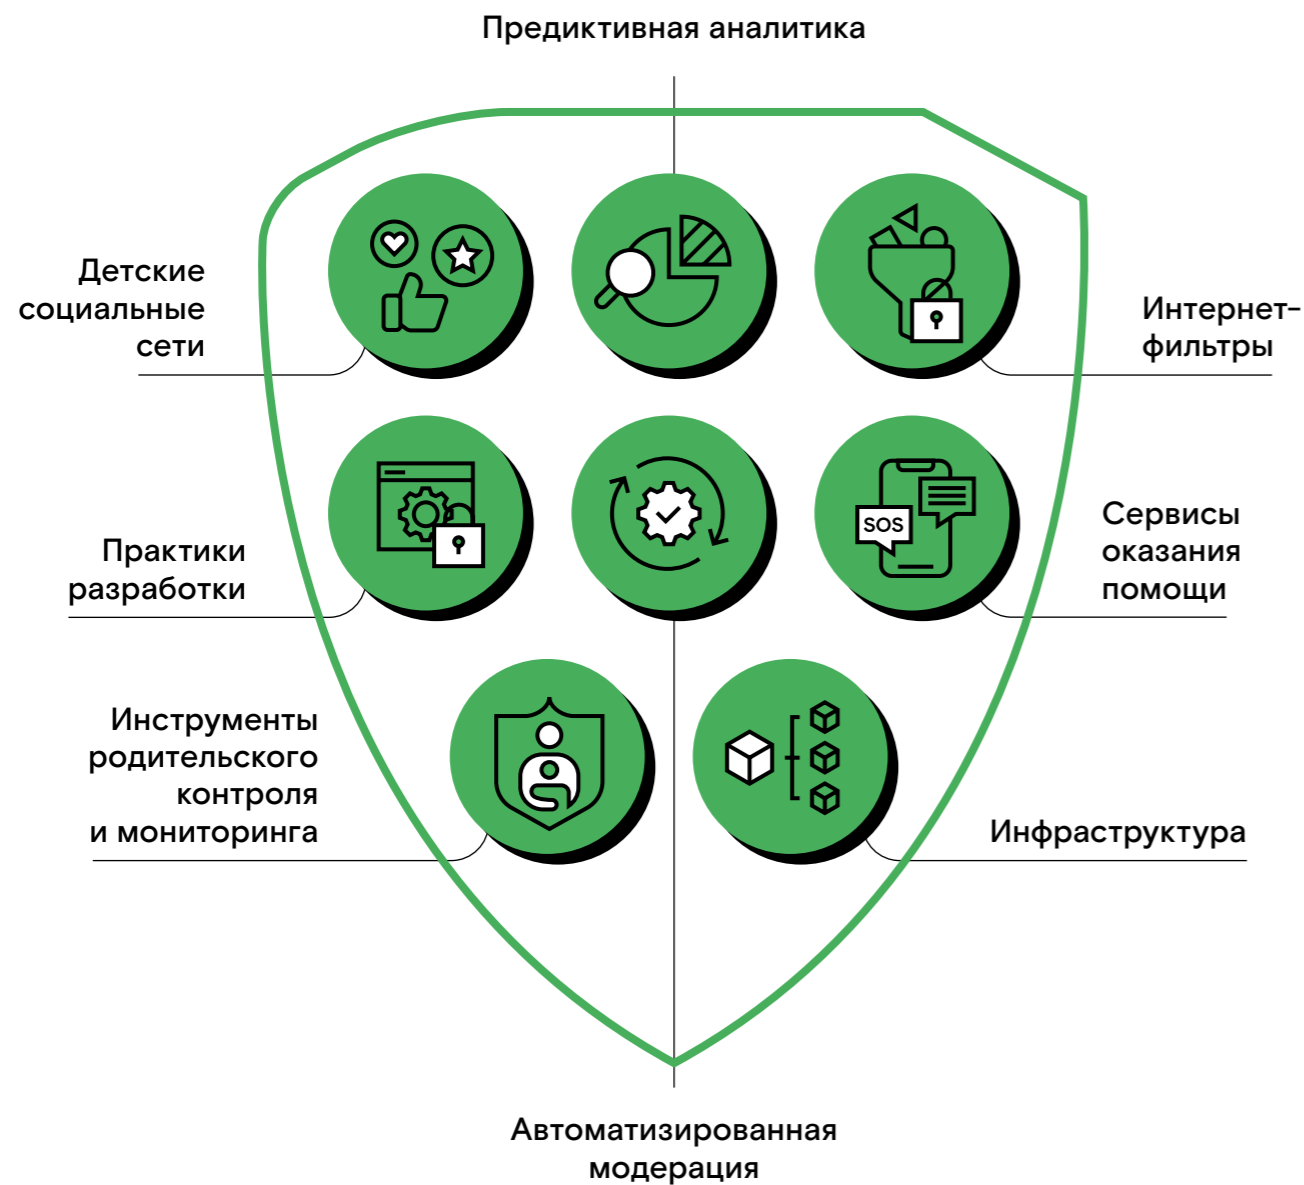 Предиктивная аналитика
Детские
социальные
сети
Интернет-
фильтры
Практики
разработки
SOS
Сервисы
оказания
помощи
Инструменты
родительского
контроля
и мониторинга
Инфраструктура
Автоматизированная
модерация